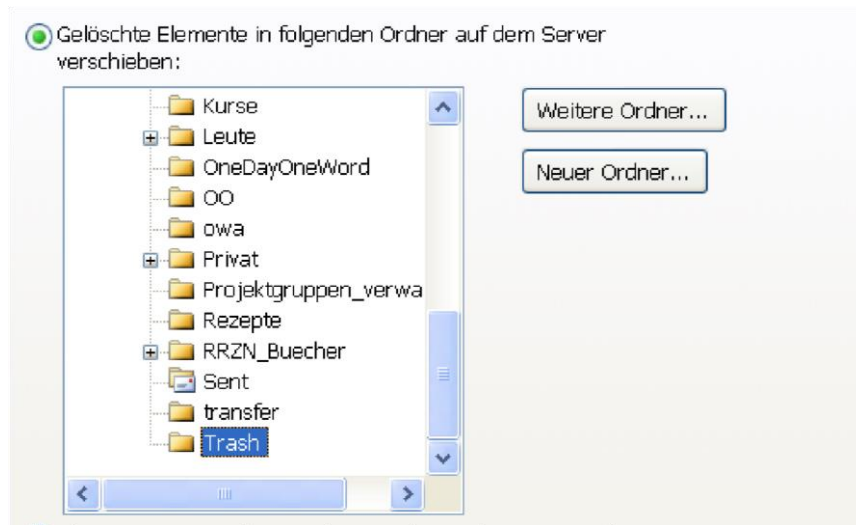 Gelöschte Elemente in folgenden Ordner auf dem Server
verschieben:
Kurse
Leute
OneDayOneWord
OO
owa
Privat
Projektgruppen_verwa
Rezepte
RRZN_Buecher
Sent
transfer
Trash
Weitere Ordner...
Neuer Ordner...